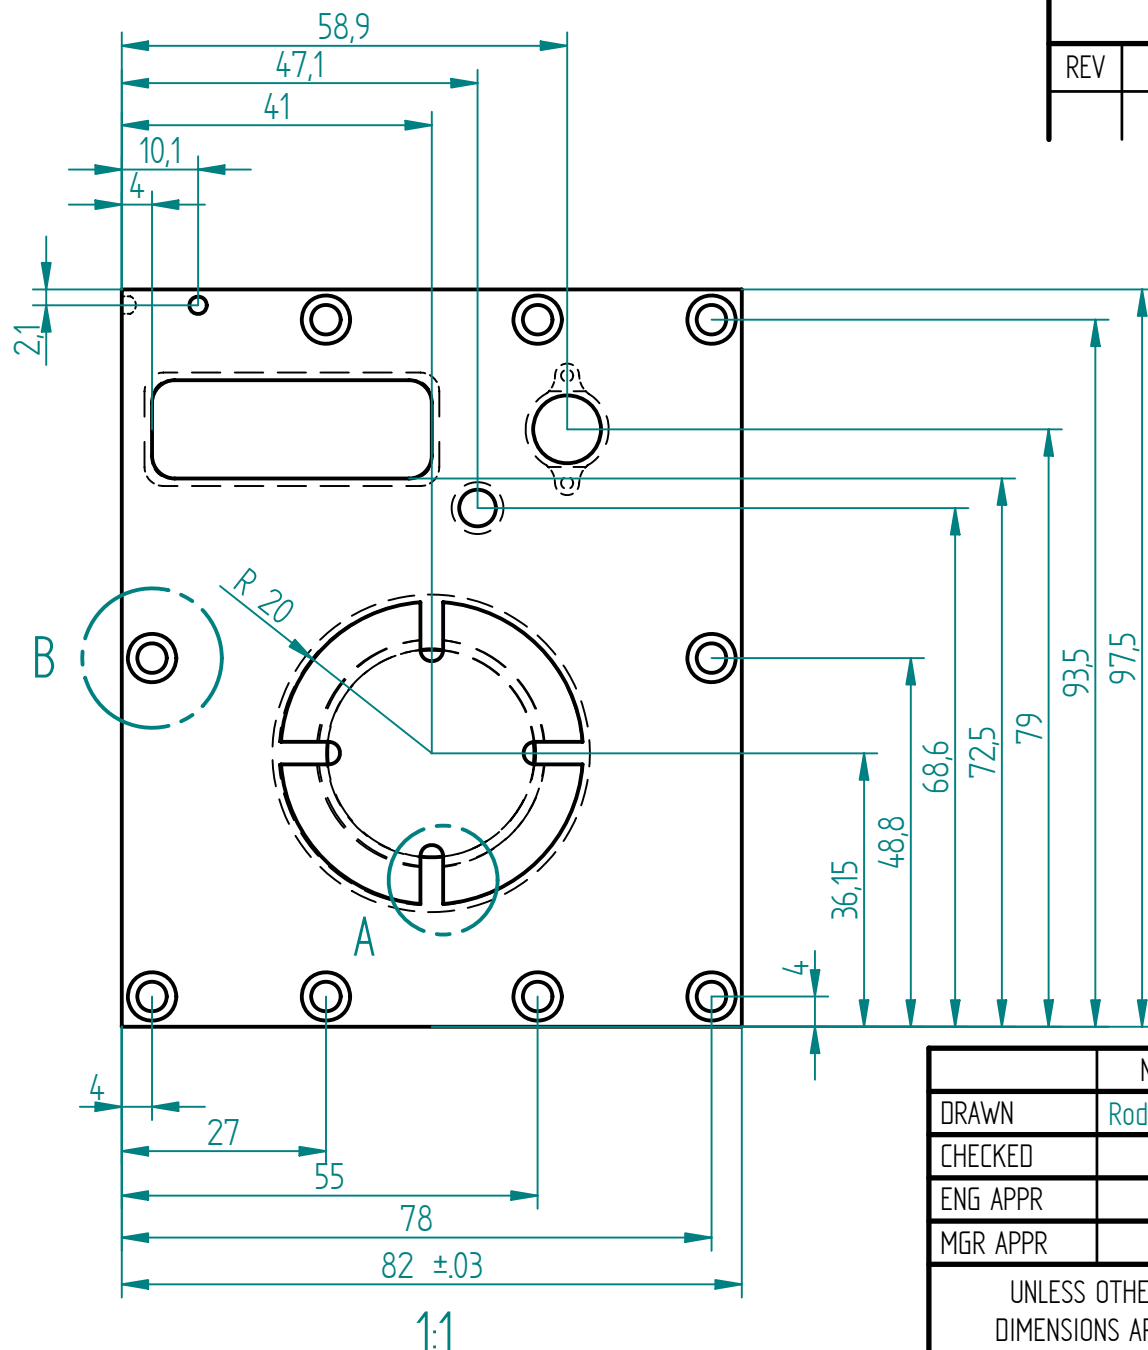 58,9
47,1
41
10,1
4
2,1
REV
R 20
B
A
93,5
97,5
79
72,5
68,6
48,8
36,15
4
4
27
55
78
82 ±.03
1:1
DRAWN
Rod
CHECKED
ENG APPR
MGR APPR
UNLESS OTHE
DIMENSIONS AR